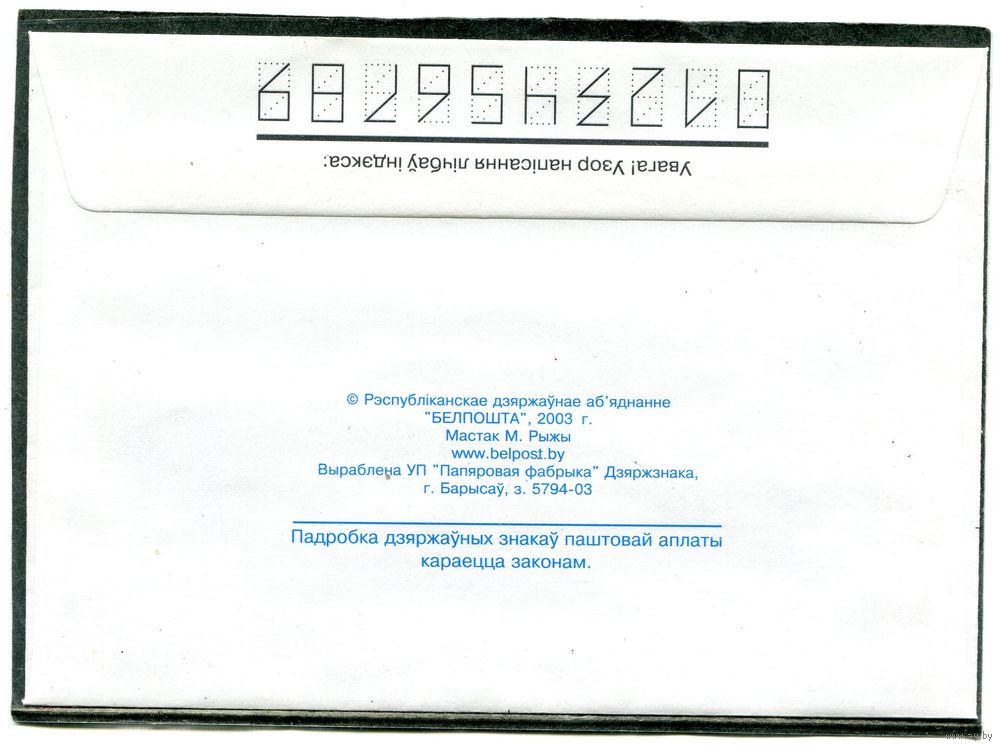 Увага! Узор напісання лічбаў індэкса:
0123456789
© Рэспубліканскае дзяржаўнае аб'яднанне
"БЕЛПОШТА", 2003 г.
Мастак М. Рыжы
www.belpost.by
Выраблена УП "Папяровая фабрыка" Дзяржзнака,
г. Барысаў, з. 5794-03
Падробка дзяржаўных знакаў паштовай аплаты
караецца законам.